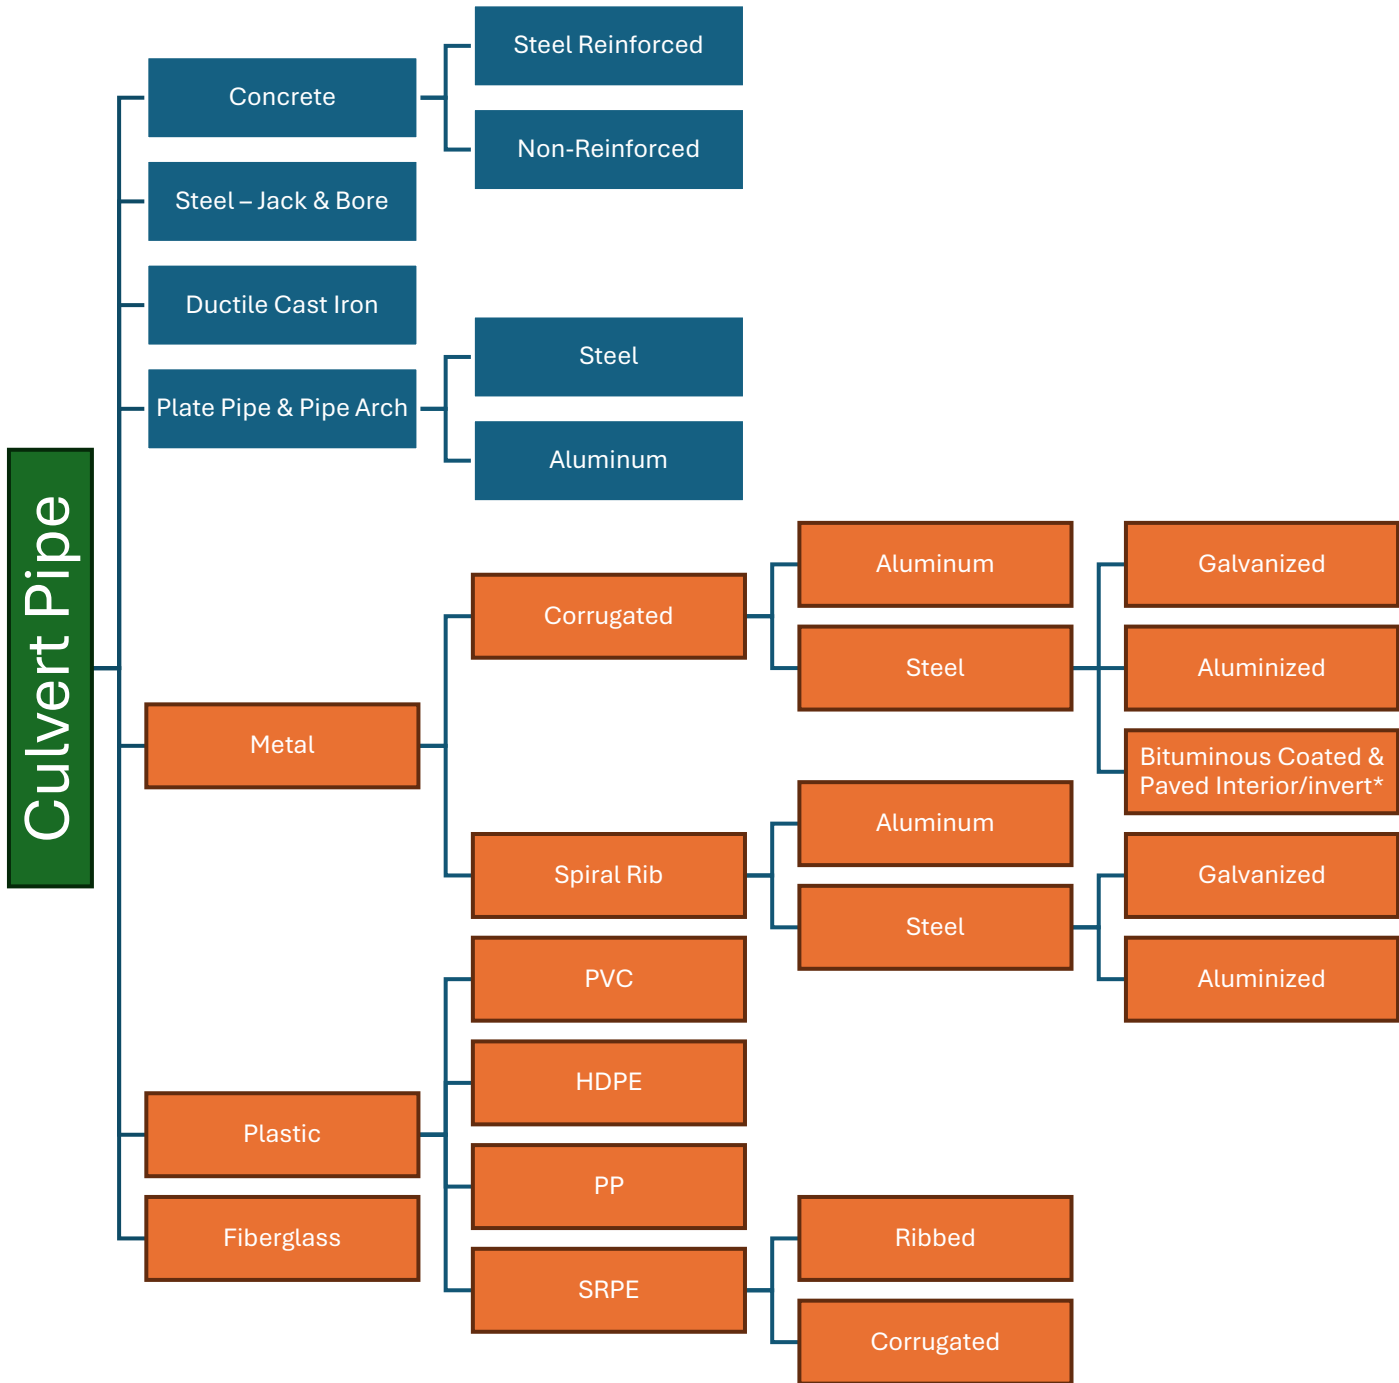 Culvert Pipe
Concrete
Steel Reinforced
Non-Reinforced
Steel – Jack & Bore
Ductile Cast Iron
Plate Pipe & Pipe Arch
Steel
Aluminum
Metal
Corrugated
Aluminum
Steel
Galvanized
Aluminized
Bituminous Coated &
Paved Interior/invert*
Spiral Rib
Aluminum
Steel
Galvanized
Aluminized
Plastic
PVC
HDPE
PP
SRPE
Ribbed
Corrugated
Fiberglass